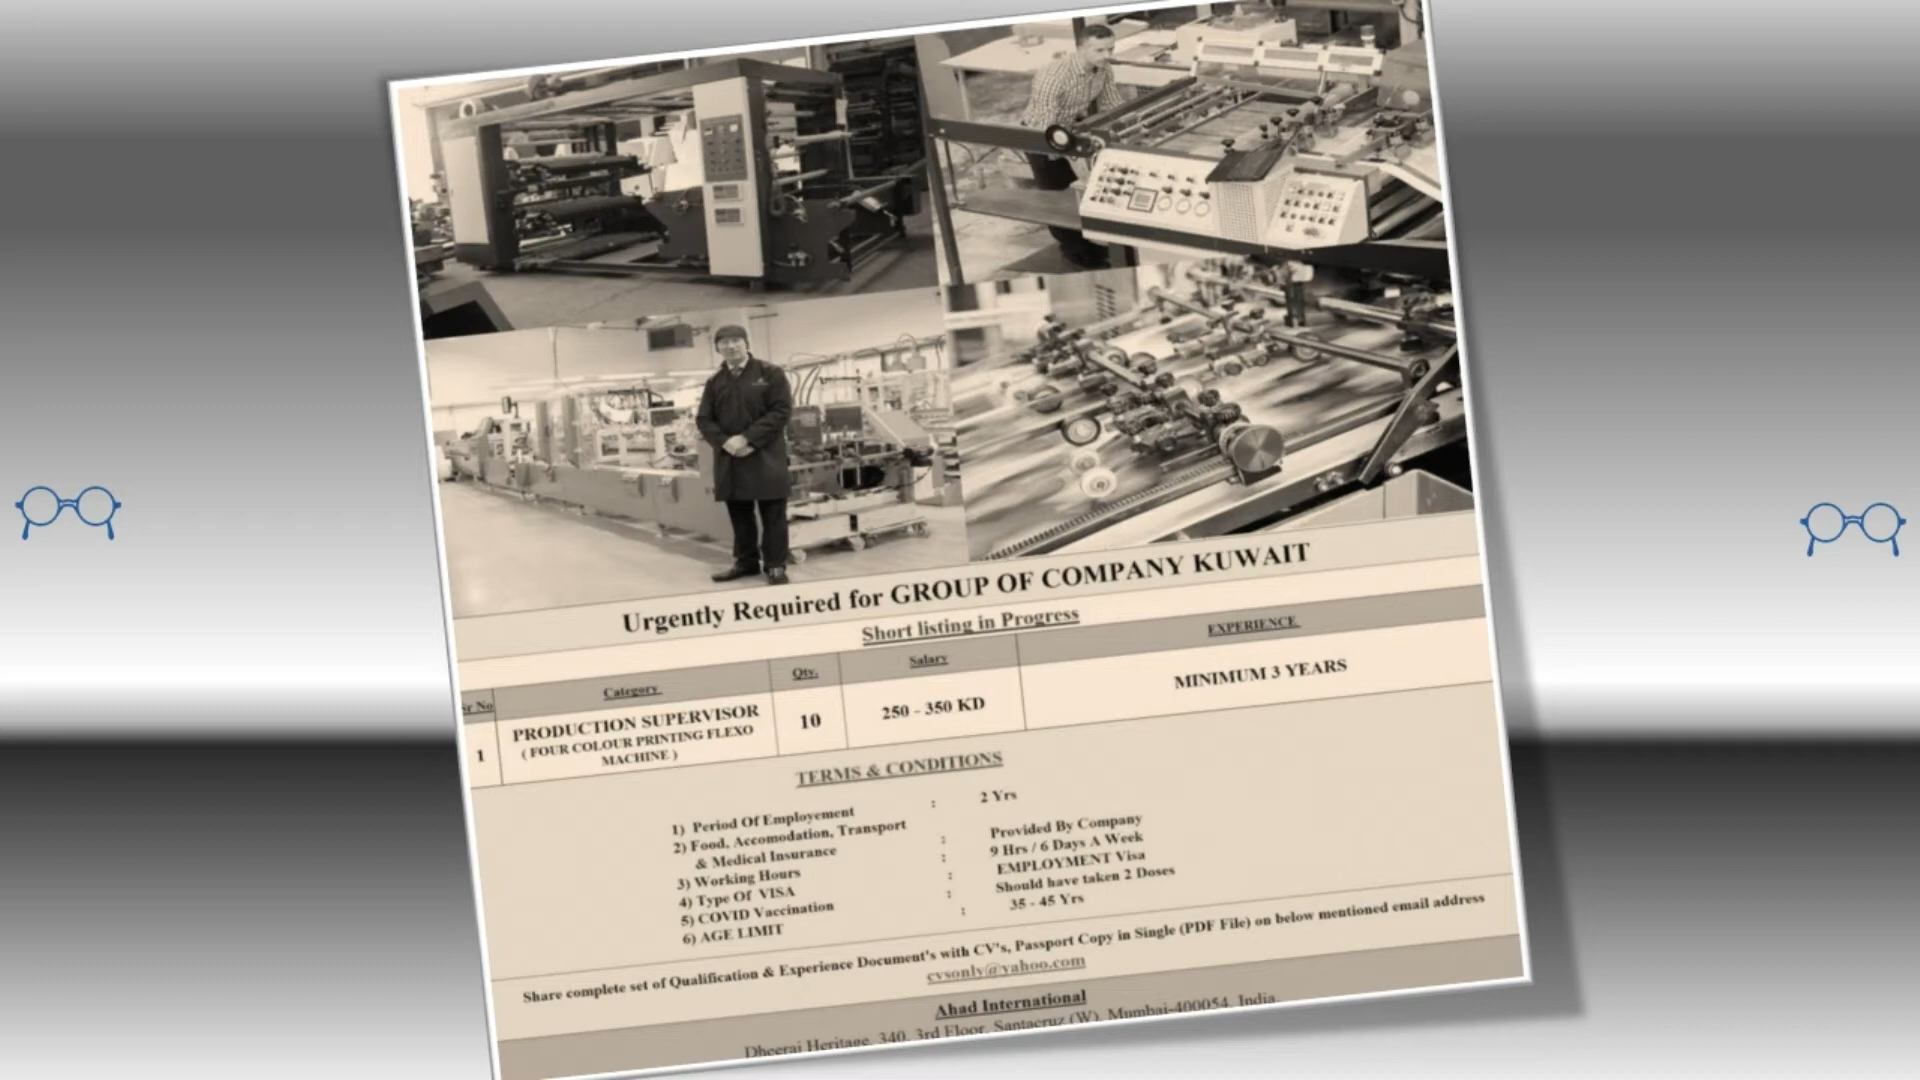 Urgently Required for GROUP OF COMPANY KUWAIT
Short listing in Progress
Sr No Category Qty. Salary EXPERIENCE
1 PRODUCTION SUPERVISOR 10 250 - 350 KD MINIMUM 3 YEARS
( FOUR COLOUR PRINTING FLEXO
MACHINE )
TERMS & CONDITIONS
1) Period Of Employement : 2 Yrs
2) Food, Accomodation, Transport
& Medical Insurance : Provided By Company
3) Working Hours : 9 Hrs / 6 Days A Week
4) Type Of VISA : EMPLOYMENT Visa
5) COVID Vaccination : Should have taken 2 Doses
6) AGE LIMIT : 35 - 45 Yrs
Share complete set of Qualification & Experience Document's with CV's, Passport Copy in Single (PDF File) on below mentioned email address
cvsonly@yahoo.com
Ahad International
Dheeraj Heritage, 340, 3rd Floor, Santacruz (W), Mumbai-400054, India.